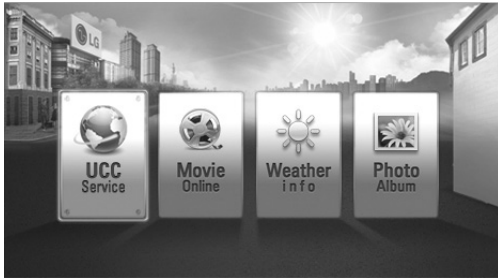 LG
UCC
Service
Movie
Online
Weather
info
Photo
Album